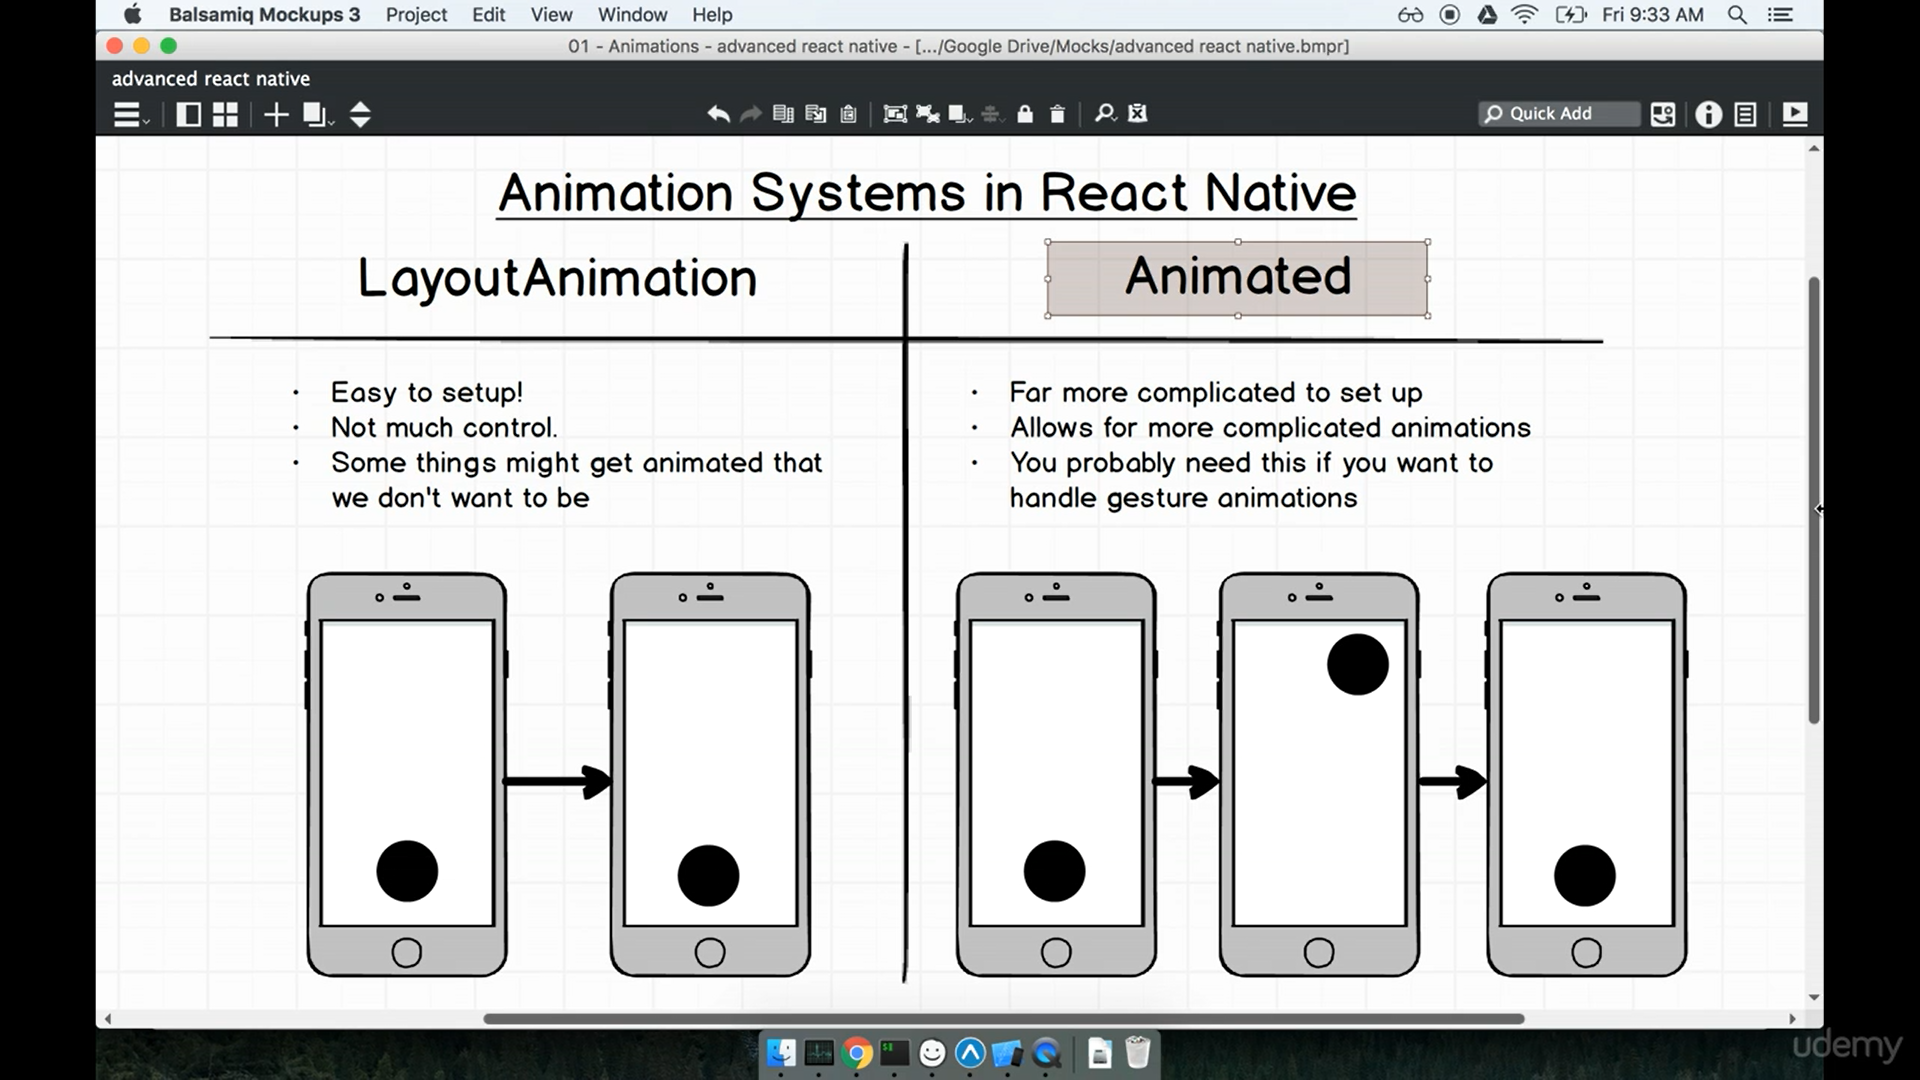 Balsamiq Mockups 3 Project Edit View Window Help Fri 9:33 AM
01 - Animations - advanced react native - [.../Google Drive/Mocks/advanced react native.bmpr]
advanced react native
Quick Add
Animation Systems in React Native
LayoutAnimation
Animated
• Easy to setup!
• Not much control.
• Some things might get animated that
we don't want to be
• Far more complicated to set up
• Allows for more complicated animations
• You probably need this if you want to
handle gesture animations
udemy